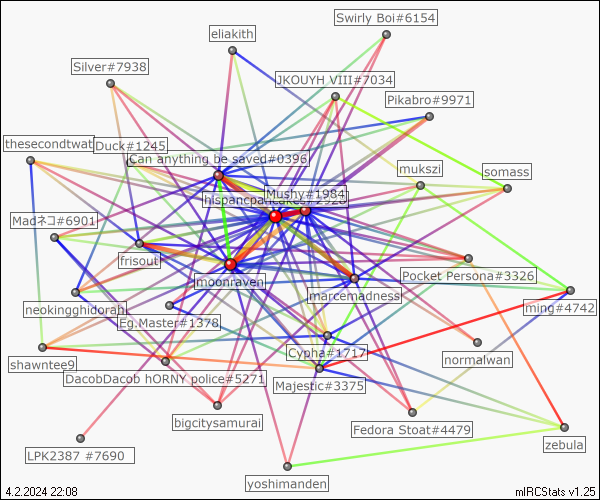 Swirly Boi#6154
eliakith
Silver#7938
JKOUYH VIII#7034
Pikabro#9971
thesecondtwat
Duck#1245
Can anything be saved#0396
mukszi
somass
Mushy#1984
Madネコ#6901
frisout
moonraven
Pocket Persona#3326
marcemadness
neokingghidorah
Eg.Master#1378
ming#4742
Cypha#1717
shawntee9
DacobDacob hORNY police#5271
Majestic#3375
normalwan
bigcitysamurai
Fedora Stoat#4479
zebula
LPK2387 #7690
yoshimanden
4.2.2024 22:08
mIRCStats v1.25